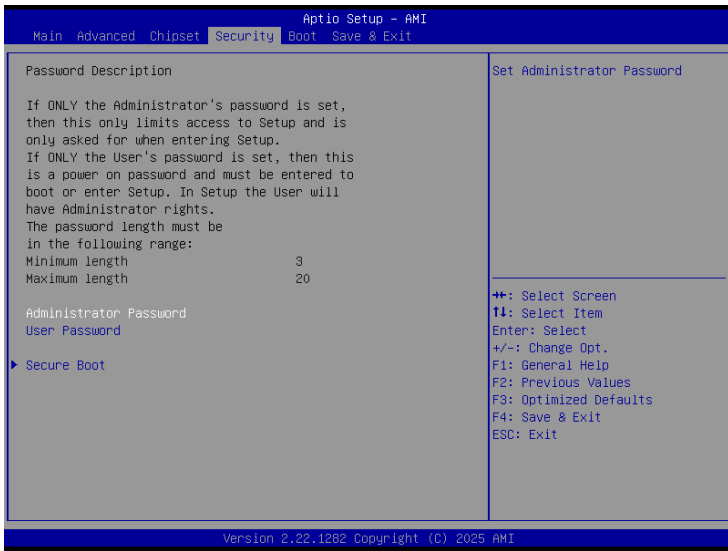 Aptio Setup – AMI
Main Advanced Chipset Security Boot Save & Exit
Password Description
If ONLY the Administrator's password is set,
then this only limits access to Setup and is
only asked for when entering Setup.
If ONLY the User's password is set, then this
is a power on password and must be entered to
boot or enter Setup. In Setup the User will
have Administrator rights.
The password length must be
in the following range:
Minimum length 3
Maximum length 20
Administrator Password
User Password
Secure Boot
Set Administrator Password
→←: Select Screen
↑↓: Select Item
Enter: Select
+/-: Change Opt.
F1: General Help
F2: Previous Values
F3: Optimized Defaults
F4: Save & Exit
ESC: Exit
Version 2.22.1282 Copyright (C) 2025 AMI